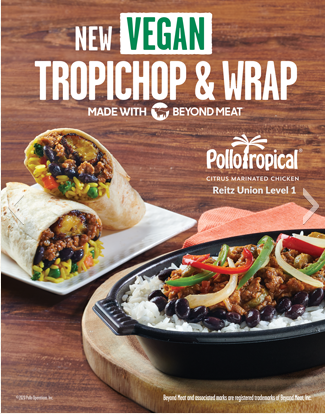 NEW VEGAN
TROPICHOP & WRAP
MADE WITH BEYOND MEAT
Pollo Tropical
CITRUS MARINATED CHICKEN
Reitz Union Level 1
Beyond Meat and associated marks are registered trademarks of Beyond Meat, Inc.